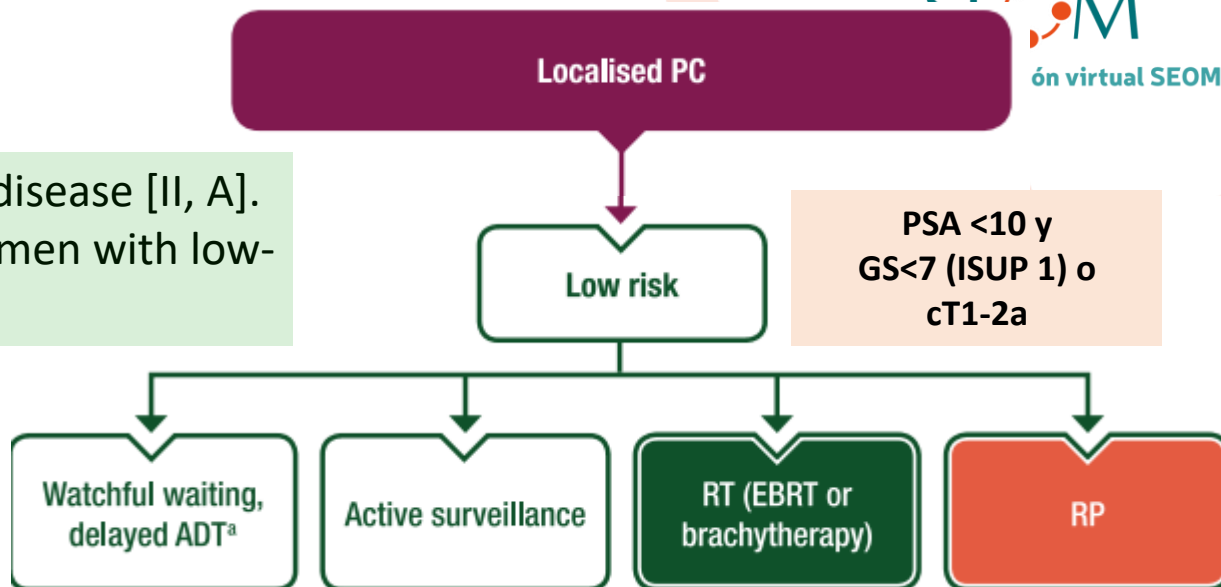 M
ón virtual SEOM
Localised PC
disease [II, A].
men with low-
PSA <10 y
GS<7 (ISUP 1) o
cT1-2a
Low risk
Watchful waiting,
delayed ADTᵃ
Active surveillance
RT (EBRT or
brachytherapy)
RP